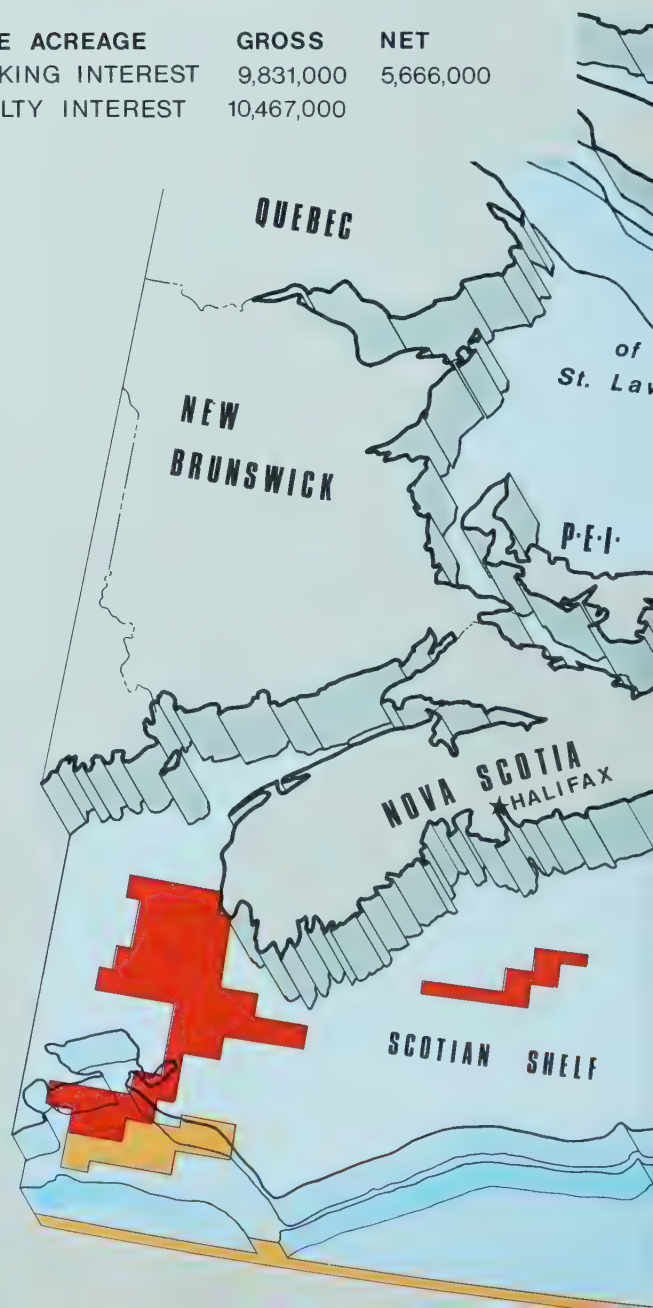 E ACREAGE GROSS NET
KING INTEREST 9,831,000 5,666,000
LTY INTEREST 10,467,000
QUEBEC
of
St. Law
NEW
BRUNSWICK
P·E·I·
NOVA SCOTIA
★HALIFAX
SCOTIAN SHELF